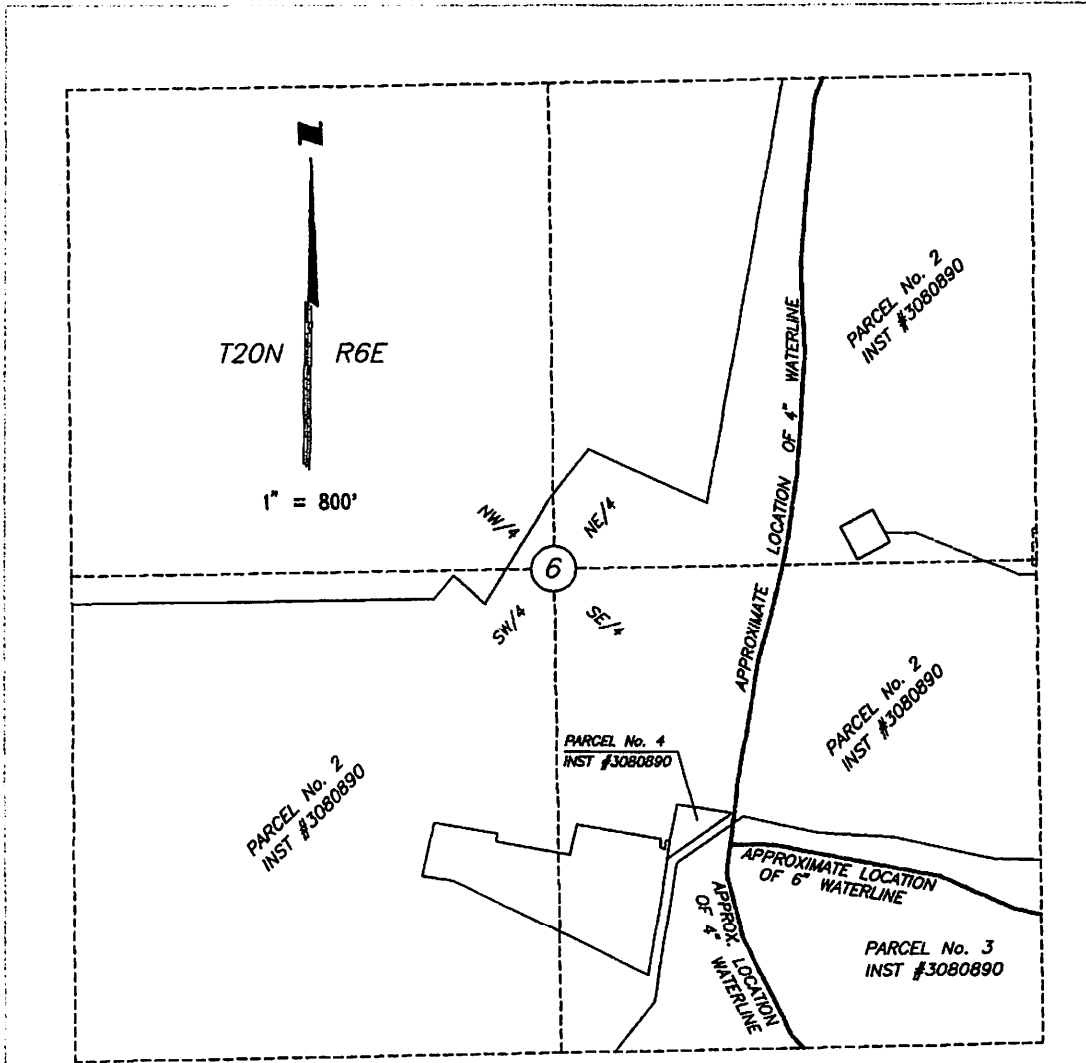 N
T20N R6E
1" = 800'
PARCEL No. 2
INST #3080890
APPROXIMATE LOCATION OF 4" WATERLINE
NW/4
NE/4
6
SW/4
SE/4
PARCEL No. 2
INST #3080890
PARCEL No. 4
INST #3080890
PARCEL No. 2
INST #3080890
APPROXIMATE LOCATION
OF 6" WATERLINE
APPROX. LOCATION
OF 4" WATERLINE
PARCEL No. 3
INST #3080890